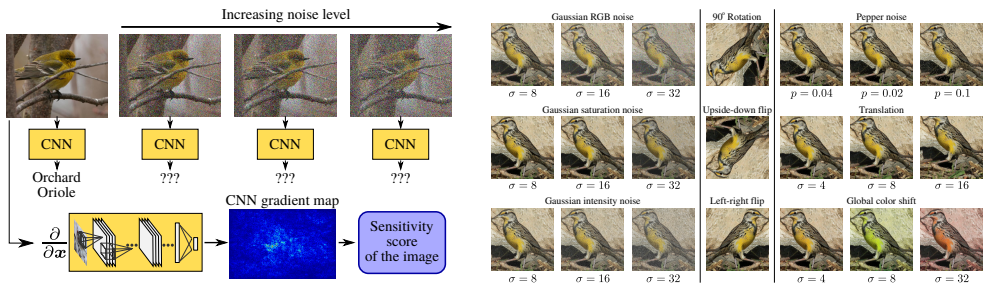 Increasing noise level
CNN
CNN
CNN
CNN
Orchard
Oriole
???
???
???
CNN gradient map
∂
∂x
Sensitivity
score
of the image
Gaussian RGB noise
σ = 8
σ = 16
σ = 32
Gaussian saturation noise
σ = 8
σ = 16
σ = 32
Gaussian intensity noise
σ = 8
σ = 16
σ = 32
90° Rotation
Upside-down flip
Left-right flip
Pepper noise
p = 0.04
p = 0.02
p = 0.1
Translation
σ = 4
σ = 8
σ = 16
Global color shift
σ = 4
σ = 8
σ = 32